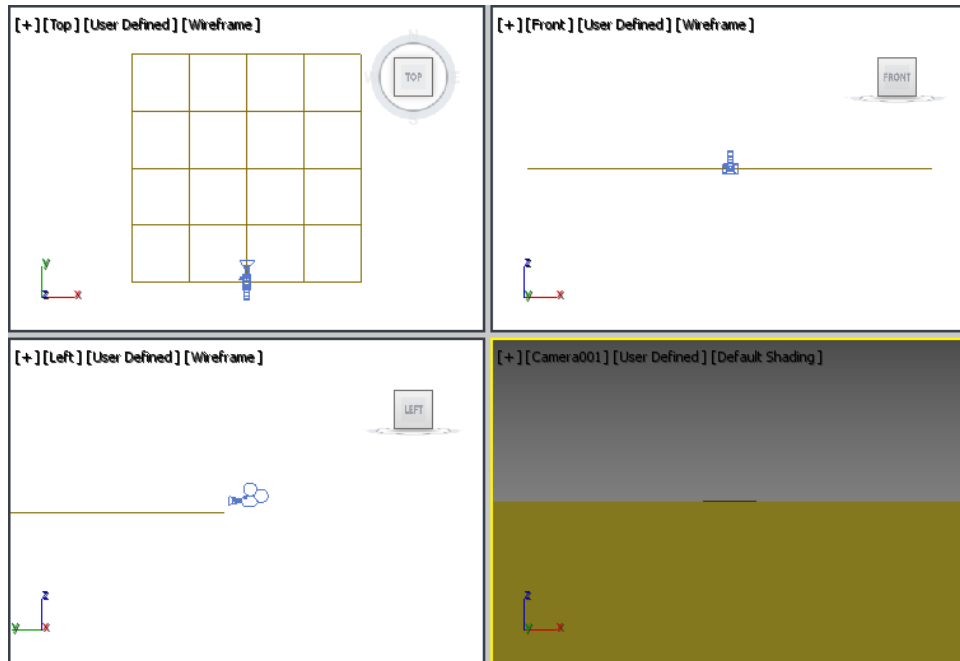 [+] [Top] [User Defined] [Wireframe]
N
W TOP E
S
y
z x
[+] [Front] [User Defined] [Wireframe]
FRONT
z
y x
[+] [Left] [User Defined] [Wireframe]
LEFT
z
y x
[+] [Camera001] [User Defined] [Default Shading]
z
y x